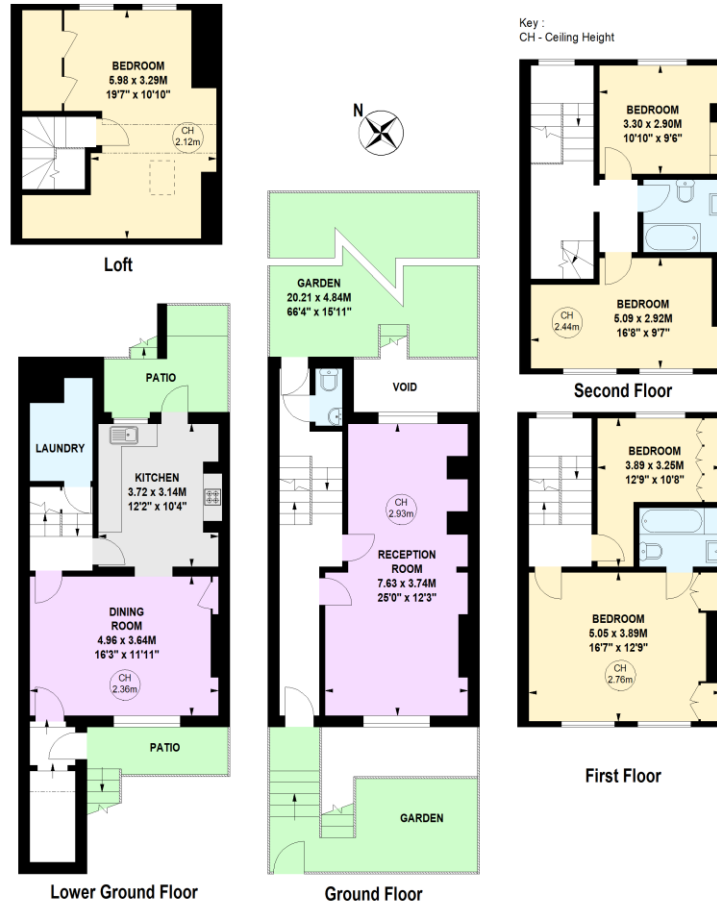 Key :
CH - Ceiling Height
BEDROOM
5.98 x 3.29M
19'7" x 10'10"
CH
2.12m
Loft
N
BEDROOM
3.30 x 2.90M
10'10" x 9'6"
BEDROOM
5.09 x 2.92M
16'8" x 9'7"
CH
2.44m
Second Floor
PATIO
LAUNDRY
KITCHEN
3.72 x 3.14M
12'2" x 10'4"
DINING
ROOM
4.96 x 3.64M
16'3" x 11'11"
CH
2.36m
PATIO
Lower Ground Floor
GARDEN
20.21 x 4.84M
66'4" x 15'11"
VOID
CH
2.93m
RECEPTION
ROOM
7.63 x 3.74M
25'0" x 12'3"
GARDEN
Ground Floor
BEDROOM
3.89 x 3.25M
12'9" x 10'8"
BEDROOM
5.05 x 3.89M
16'7" x 12'9"
CH
2.76m
First Floor